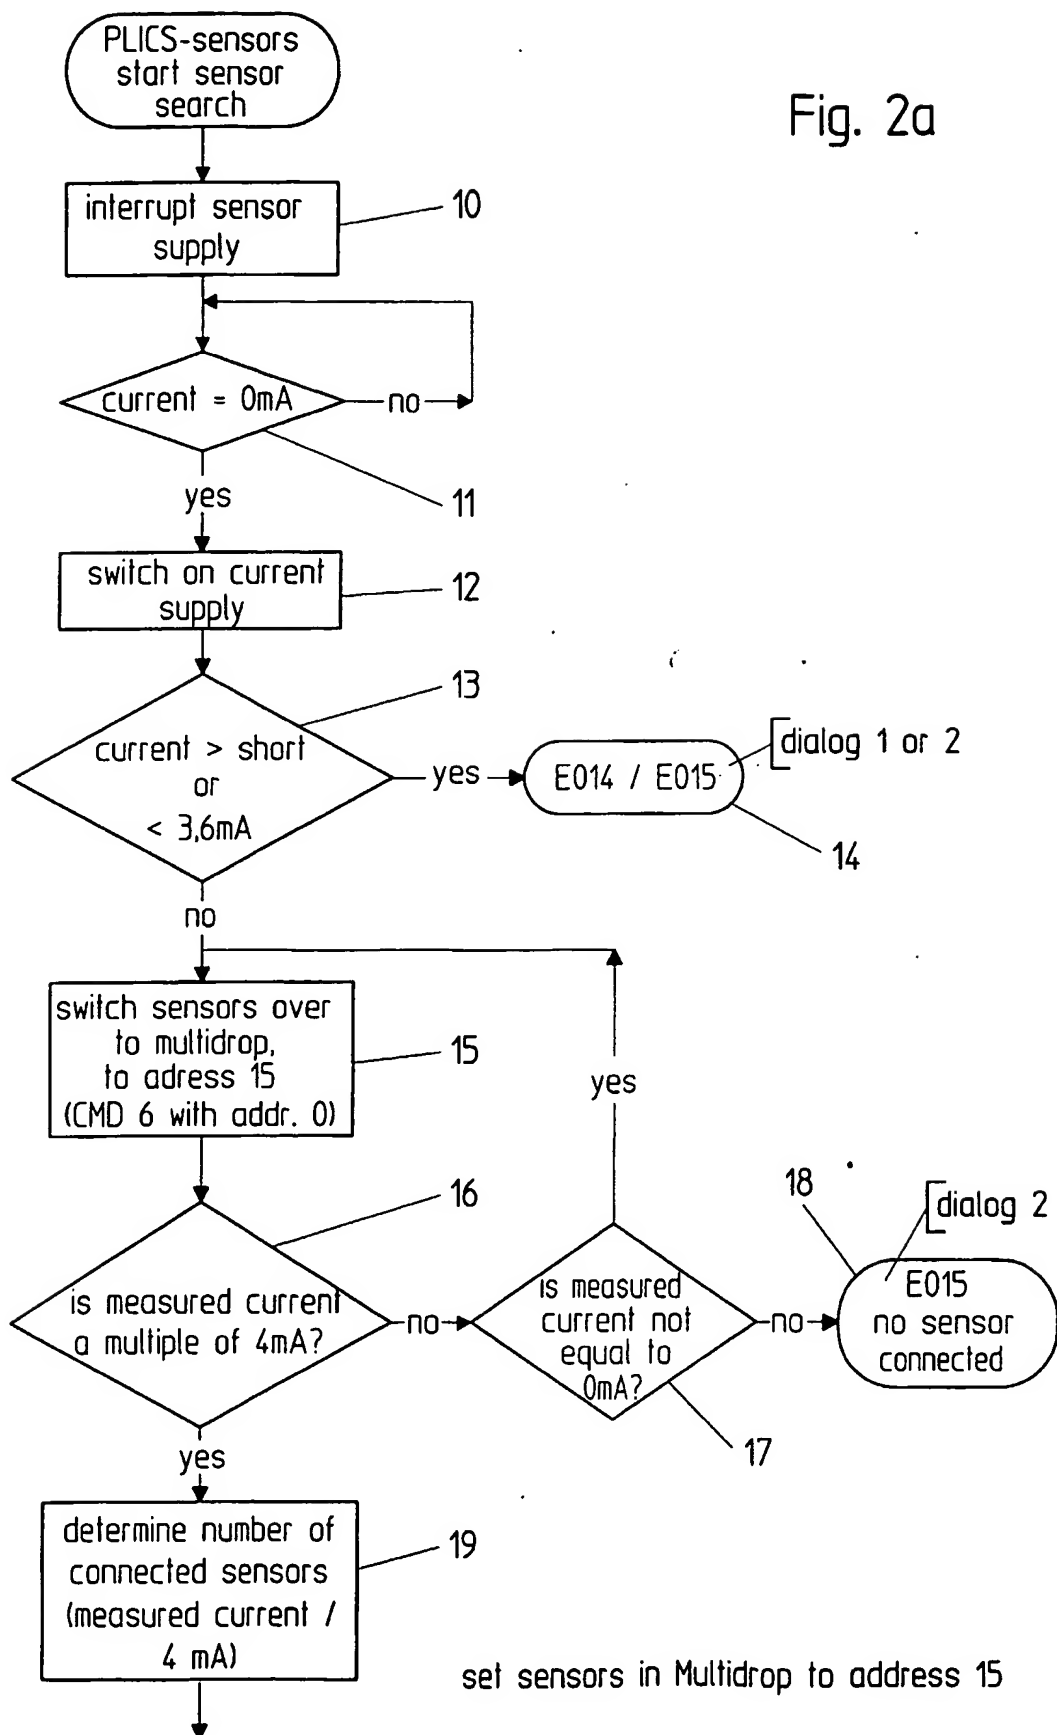 PLICS-sensors
start sensor
search
Fig. 2a
interrupt sensor
supply
10
current = 0mA
no
11
yes
switch on current
supply
12
13
current > short
or
< 3,6mA
yes
E014 / E015
dialog 1 or 2
14
no
switch sensors over
to multidrop,
to adress 15
(CMD 6 with addr. 0)
15
yes
16
is measured current
a multiple of 4mA?
no
is measured
current not
equal to
0mA?
17
no
18
dialog 2
E015
no sensor
connected
yes
determine number of
connected sensors
(measured current /
4 mA)
19
set sensors in Multidrop to address 15